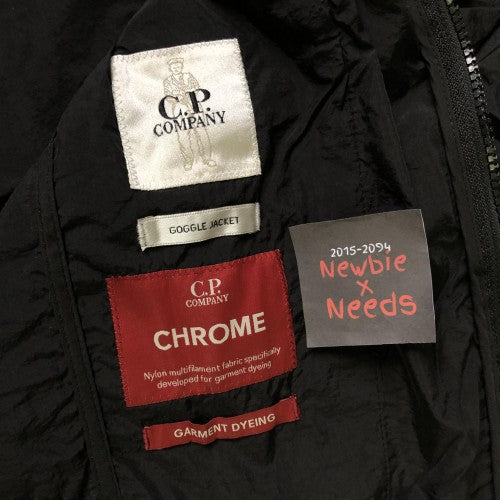 C.P.
COMPANY
GOGGLE JACKET
C.P.
COMPANY
CHROME
Nylon multifilament fabric specifically
developed for garment dyeing
GARMENT DYEING
2015-2094
Newbie
x
Needs